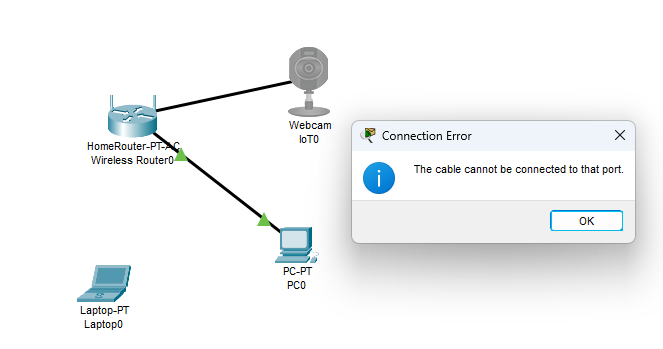 Webcam
IoT0
HomeRouter-PT-AC
Wireless Router0
PC-PT
PC0
Laptop-PT
Laptop0
Connection Error
The cable cannot be connected to that port.
OK